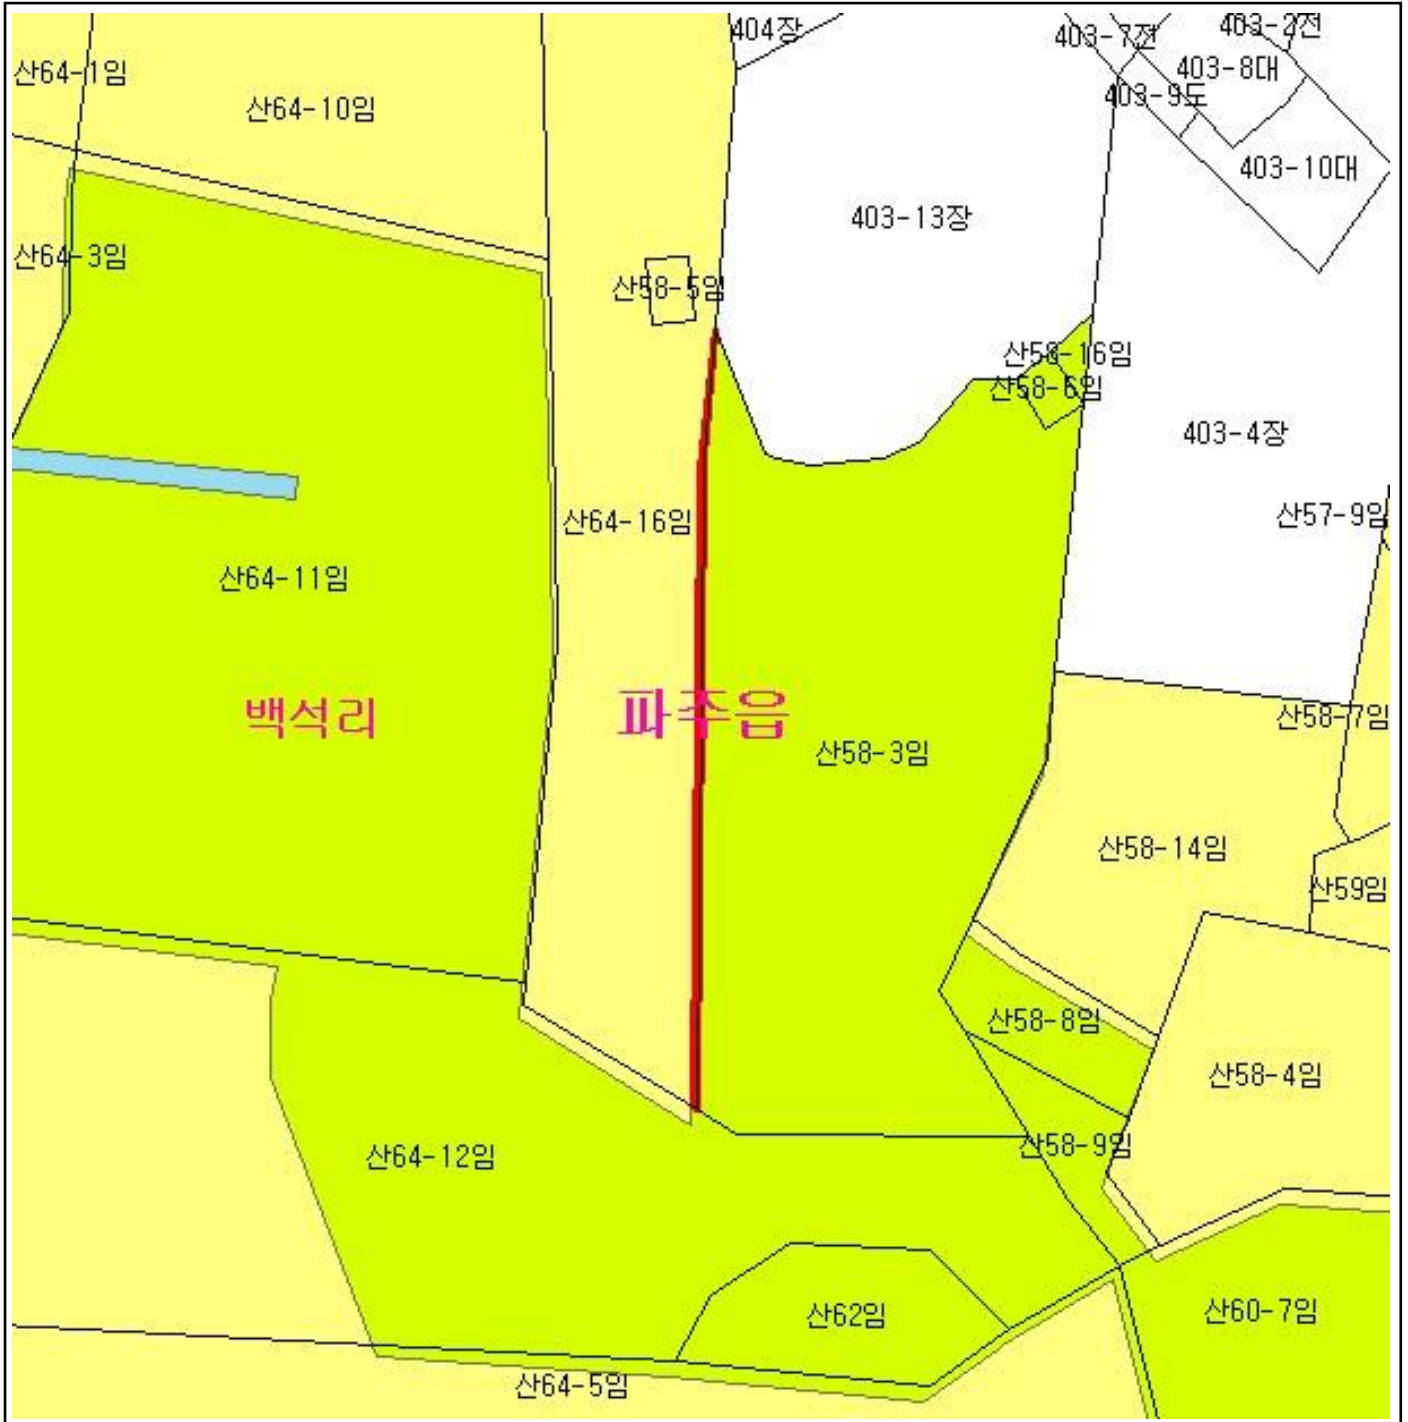 404장
403-7전
403-2전
산64-1임
403-8대
산64-10임
403-9도
403-10대
403-13장
산64-3임
산58-5임
산58-16임
산58-6임
403-4장
산57-9임
산64-16임
산64-11임
백석리
파주읍
산58-7임
산58-3임
산58-14임
산59임
산58-8임
산58-4임
산58-9임
산64-12임
산62임
산60-7임
산64-5임